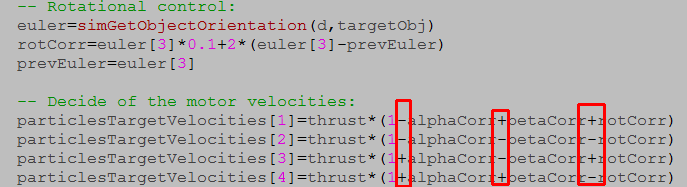 -- Rotational control:
euler=simGetObjectOrientation(d,targetObj)
rotCorr=euler[3]*0.1+2*(euler[3]-prevEuler)
prevEuler=euler[3]
-- Decide of the motor velocities:
particlesTargetVelocities[1]=thrust*(1-alphaCorr+betaCorr+rotCorr)
particlesTargetVelocities[2]=thrust*(1-alphaCorr-betaCorr-rotCorr)
particlesTargetVelocities[3]=thrust*(1+alphaCorr-betaCorr+rotCorr)
particlesTargetVelocities[4]=thrust*(1+alphaCorr+betaCorr-rotCorr)